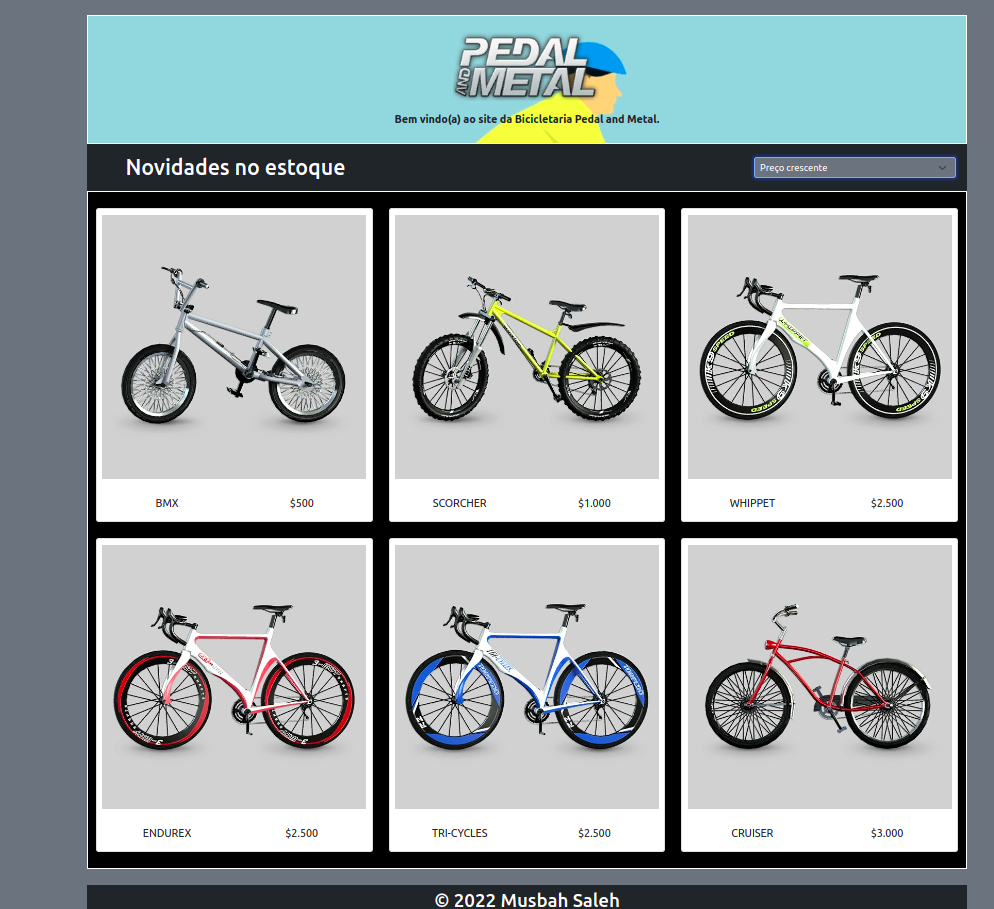 PEDAL
AND METAL
Bem vindo(a) ao site da Bicicletaria Pedal and Metal.
Novidades no estoque
Preço crescente
BMX $500
SCORCHER $1.000
WHIPPET $2.500
ENDUREX $2.500
TRI-CYCLES $2.500
CRUISER $3.000
© 2022 Musbah Saleh